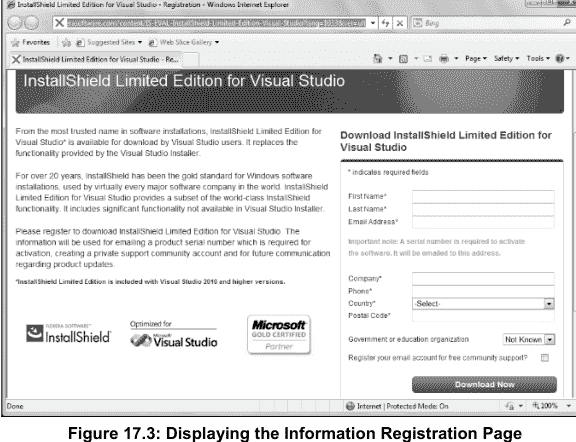 InstallShield Limited Edition for Visual Studio - Registration - Windows Internet Explorer
Bing
Favorites
Suggested Sites
Web Slice Gallery
InstallShield Limited Edition for Visual Studio - Re...
Page
Safety
Tools
InstallShield Limited Edition for Visual Studio
From the most trusted name in software installations, InstallShield Limited Edition for
Visual Studio* is available for download by Visual Studio users. It replaces the
functionality provided by the Visual Studio Installer.
For over 20 years, InstallShield has been the gold standard for Windows software
installations, used by virtually every major software company in the world. InstallShield
Limited Edition for Visual Studio provides a subset of the world-class InstallShield
functionality. It includes significant functionality not available in Visual Studio Installer.
Please register to download InstallShield Limited Edition for Visual Studio. The
information will be used for emailing a product serial number which is required for
activation, creating a private support community account and for future communication
regarding product updates.
*InstallShield Limited Edition is included with Visual Studio 2010 and higher versions.
FLEXERA SOFTWARE
InstallShield
Optimized for
Microsoft
Visual Studio
Microsoft
GOLD CERTIFIED
Partner
Download InstallShield Limited Edition for
Visual Studio
* indicates required fields
First Name*
Last Name*
Email Address*
Important note: A serial number is required to activate
the software. It will be emailed to this address.
Company*
Phone*
Country*
-Select-
Postal Code*
Government or education organization
Not Known
Register your email account for free community support?
Download Now
Done
Internet | Protected Mode: On
200%
Figure 17.3: Displaying the Information Registration Page